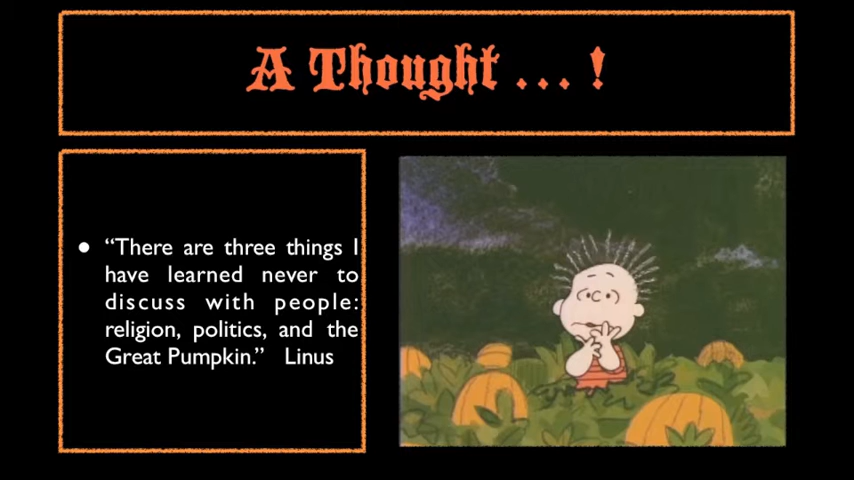 A Thought ... !
● “There are three things I
have learned never to
discuss with people:
religion, politics, and the
Great Pumpkin.” Linus